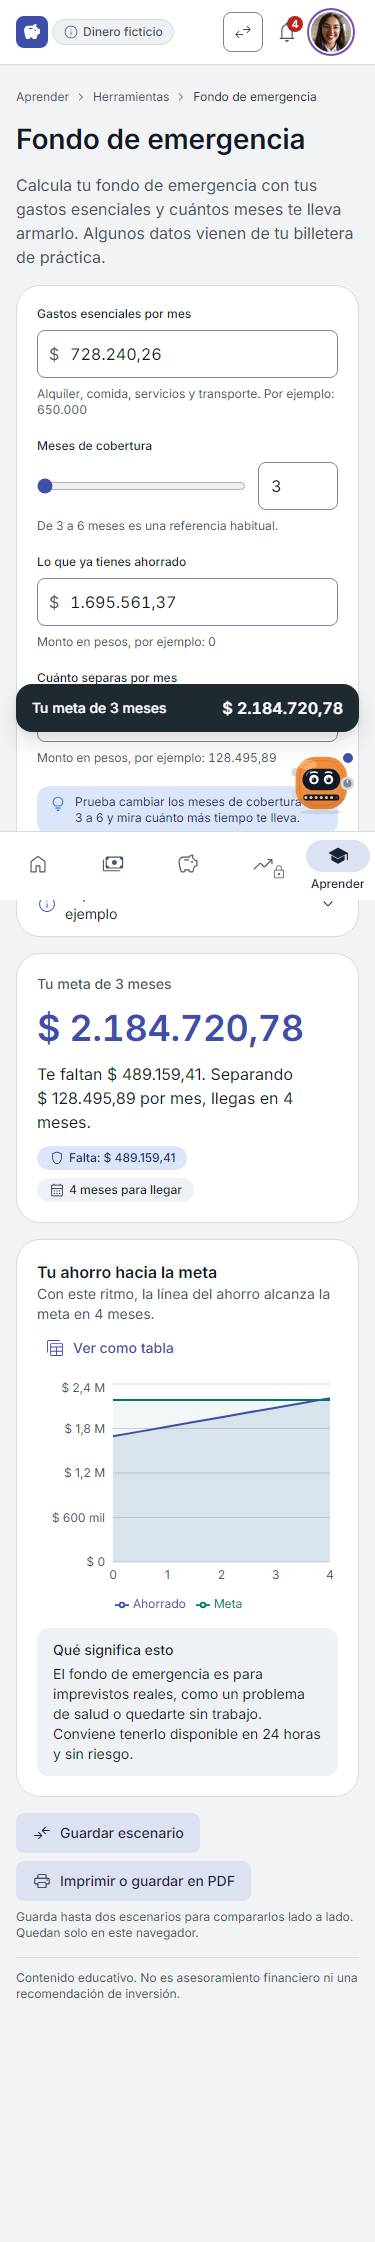 Dinero ficticio
4
Aprender > Herramientas > Fondo de emergencia
Fondo de emergencia
Calcula tu fondo de emergencia con tus
gastos esenciales y cuántos meses te lleva
armarlo. Algunos datos vienen de tu billetera
de práctica.
Gastos esenciales por mes
$ 728.240,26
Alquiler, comida, servicios y transporte. Por ejemplo:
650.000
Meses de cobertura
3
De 3 a 6 meses es una referencia habitual.
Lo que ya tienes ahorrado
$ 1.695.561,37
Monto en pesos, por ejemplo: 0
Cuánto separas por mes
Tu meta de 3 meses $ 2.184.720,78
Monto en pesos, por ejemplo: 128.495,89
Prueba cambiar los meses de cobertura
3 a 6 y mira cuánto más tiempo te lleva.
Aprender
ejemplo
Tu meta de 3 meses
$ 2.184.720,78
Te faltan $ 489.159,41. Separando
$ 128.495,89 por mes, llegas en 4
meses.
Falta: $ 489.159,41
4 meses para llegar
Tu ahorro hacia la meta
Con este ritmo, la línea del ahorro alcanza la
meta en 4 meses.
Ver como tabla
$ 2,4 M
$ 1,8 M
$ 1,2 M
$ 600 mil
$ 0
0 1 2 3 4
Ahorrado Meta
Qué significa esto
El fondo de emergencia es para
imprevistos reales, como un problema
de salud o quedarte sin trabajo.
Conviene tenerlo disponible en 24 horas
y sin riesgo.
Guardar escenario
Imprimir o guardar en PDF
Guarda hasta dos escenarios para compararlos lado a lado.
Quedan solo en este navegador.
Contenido educativo. No es asesoramiento financiero ni una
recomendación de inversión.